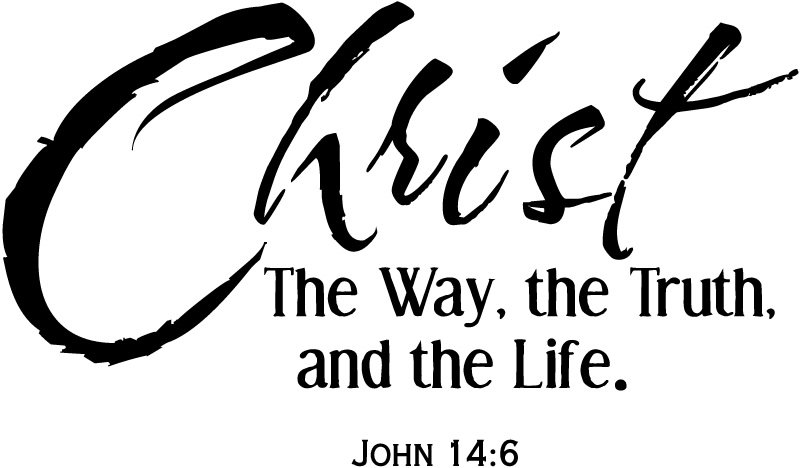 Christ
The Way, the Truth,
and the Life.
John 14:6